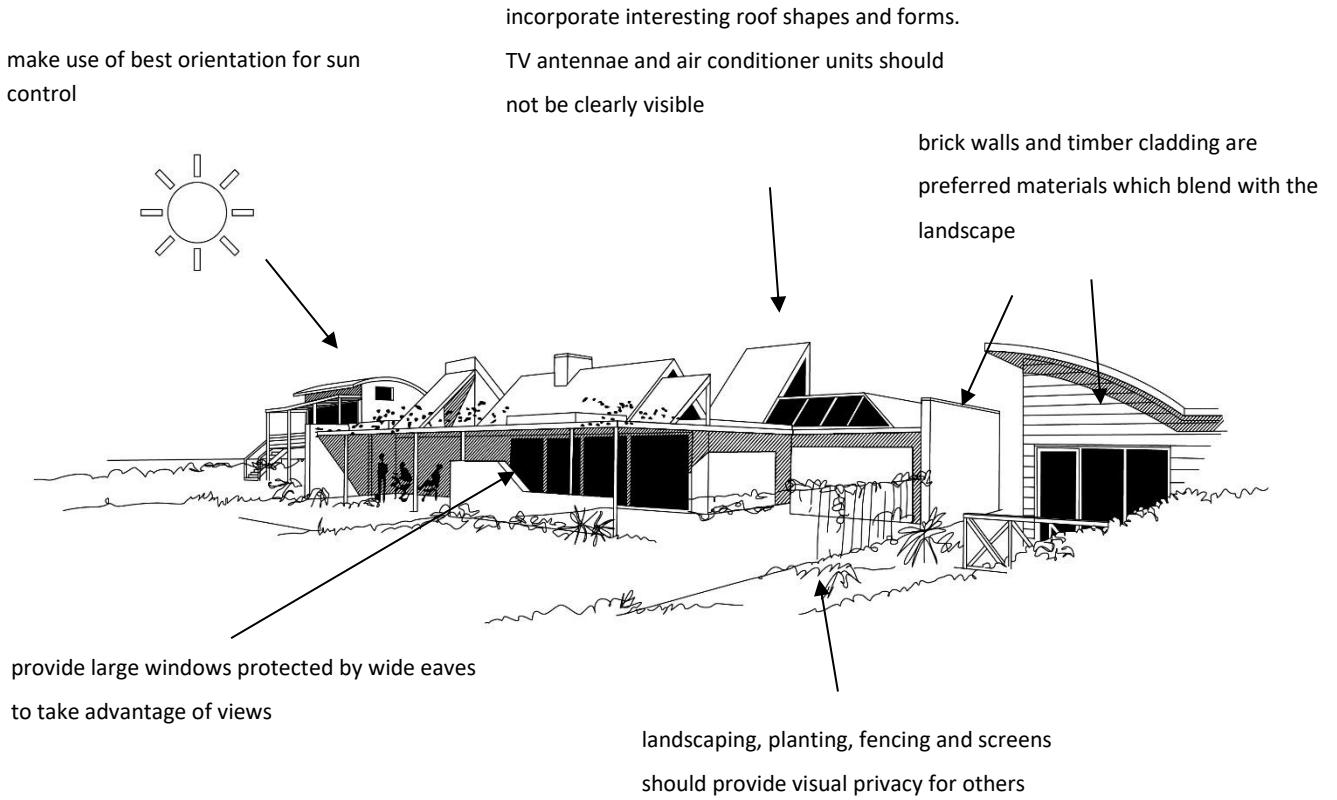 incorporate interesting roof shapes and forms.
TV antennae and air conditioner units should
not be clearly visible
make use of best orientation for sun
control
brick walls and timber cladding are
preferred materials which blend with the
landscape
provide large windows protected by wide eaves
to take advantage of views
landscaping, planting, fencing and screens
should provide visual privacy for others